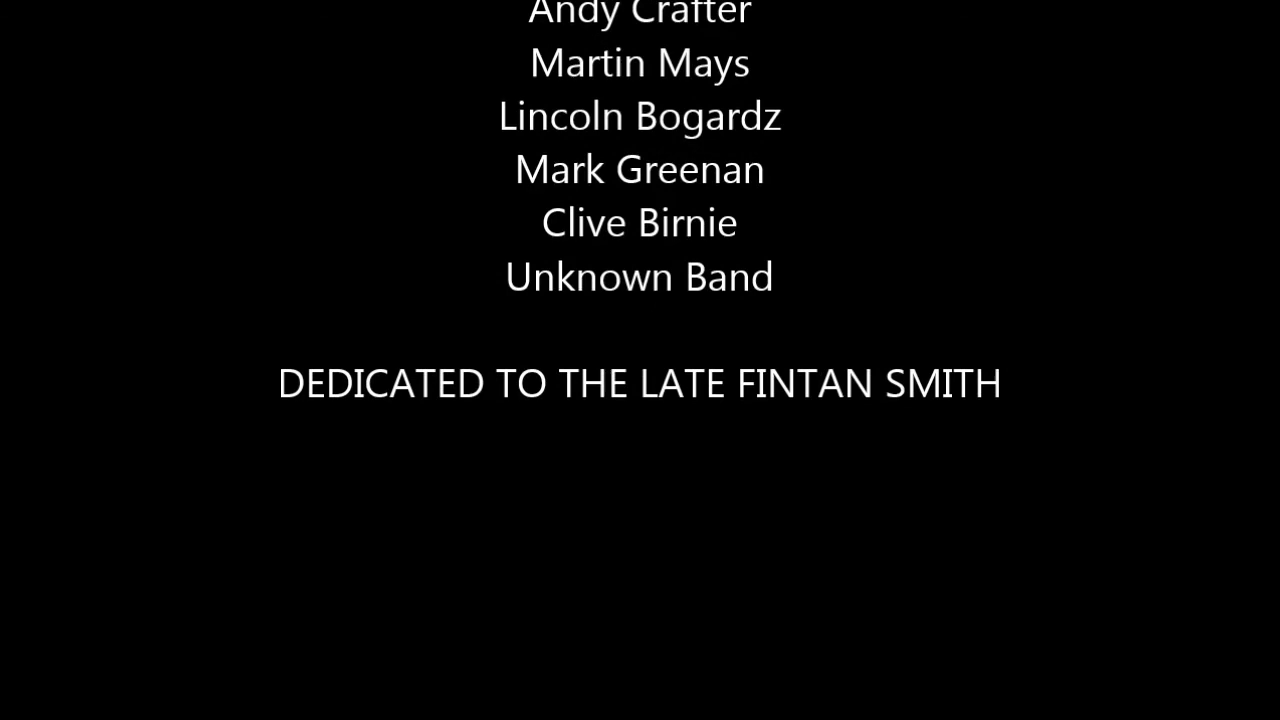 Andy Crafter
Martin Mays
Lincoln Bogardz
Mark Greenan
Clive Birnie
Unknown Band
DEDICATED TO THE LATE FINTAN SMITH